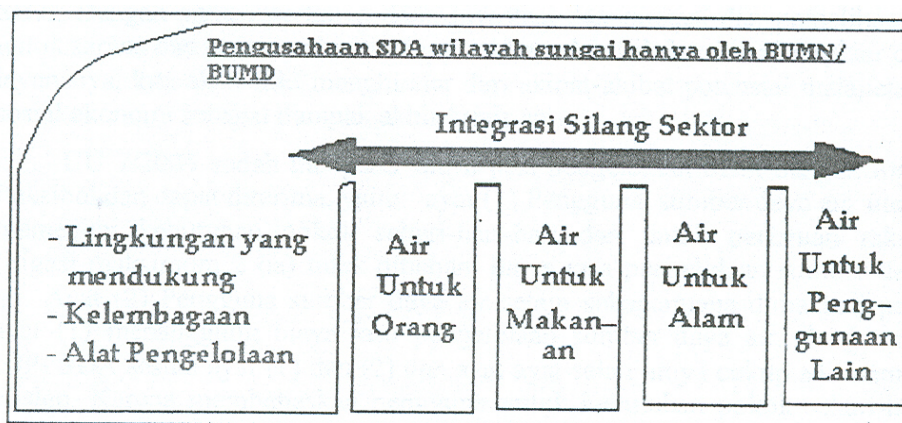 Pengusahaan SDA wilayah sungai hanya oleh BUMN/
BUMD
Integrasi Silang Sektor
- Lingkungan yang
mendukung
- Kelembagaan
- Alat Pengelolaan
Air
Untuk
Orang
Air
Untuk
Makan–
an
Air
Untuk
Alam
Air
Untuk
Peng–
gunaan
Lain